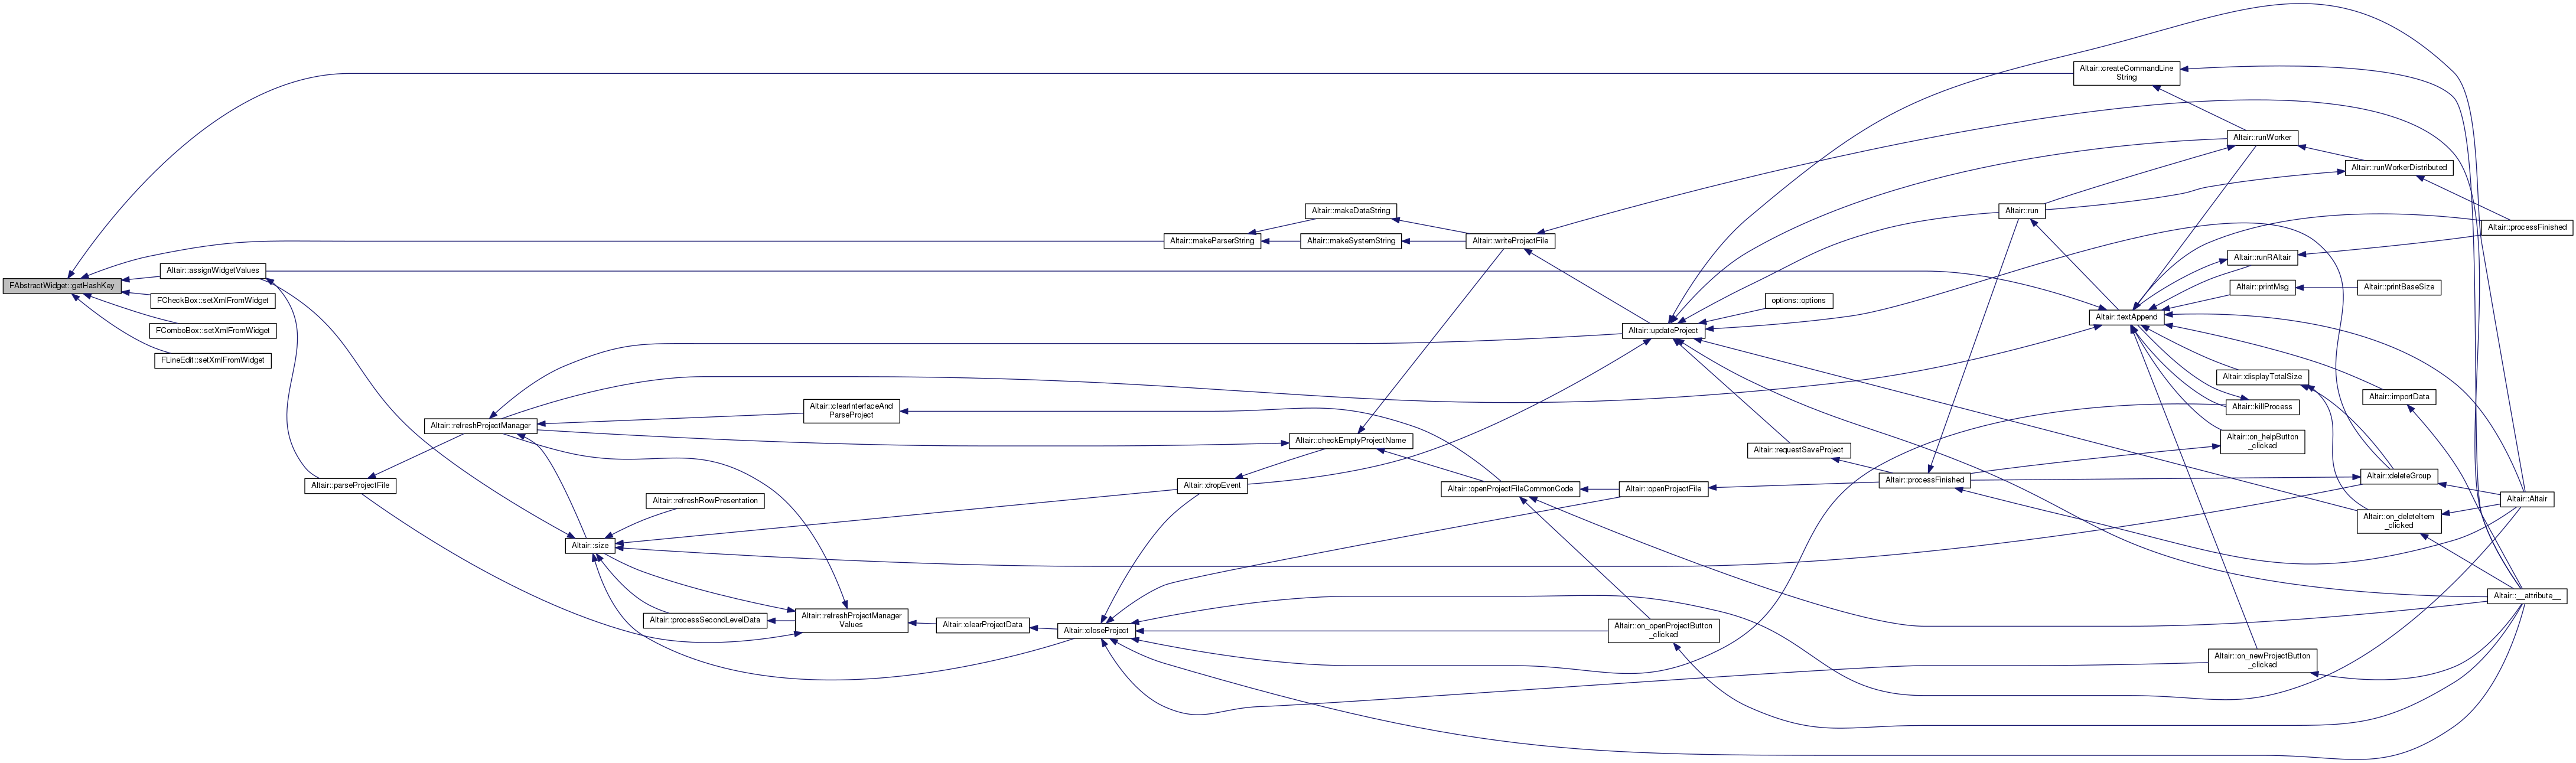 Altair::createCommandLine
String
Altair::runWorker
Altair::runWorkerDistributed
Altair::makeDataString
Altair::run
Altair::processFinished
Altair::makeParserString
Altair::makeSystemString
Altair::writeProjectFile
Altair::runRAltair
Altair::assignWidgetValues
FAbstractWidget::getHashKey
Altair::printMsg
Altair::printBaseSize
FCheckBox::setXmlFromWidget
options::options
Altair::textAppend
FComboBox::setXmlFromWidget
Altair::updateProject
FLineEdit::setXmlFromWidget
Altair::displayTotalSize
Altair::importData
Altair::clearInterfaceAnd
ParseProject
Altair::killProcess
Altair::refreshProjectManager
Altair::checkEmptyProjectName
Altair::on_helpButton
_clicked
Altair::requestSaveProject
Altair::deleteGroup
Altair::parseProjectFile
Altair::dropEvent
Altair::openProjectFileCommonCode
Altair::openProjectFile
Altair::processFinished
Altair::refreshRowPresentation
Altair::Altair
Altair::on_deleteItem
_clicked
Altair::size
Altair::__attribute__
Altair::processSecondLevelData
Altair::refreshProjectManager
Values
Altair::clearProjectData
Altair::closeProject
Altair::on_openProjectButton
_clicked
Altair::on_newProjectButton
_clicked